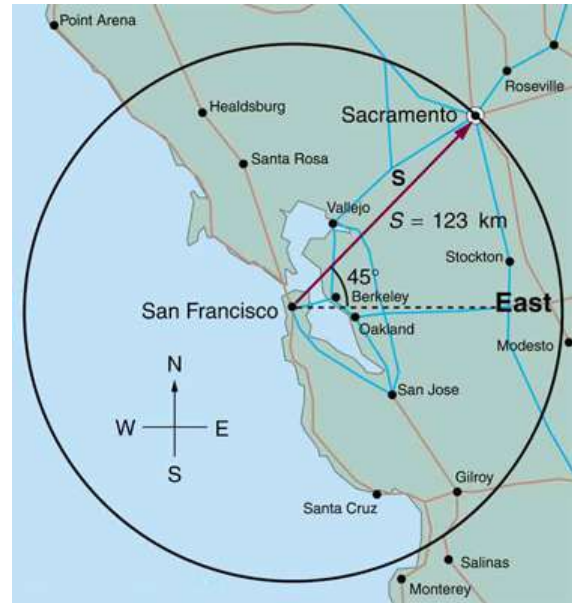 Point Arena
Healdsburg
Santa Rosa
Roseville
Sacramento
S
S = 123 km
Vallejo
45°
Berkeley
Stockton
San Francisco
East
Oakland
Modesto
San Jose
N
W E
S
Gilroy
Santa Cruz
Salinas
Monterey